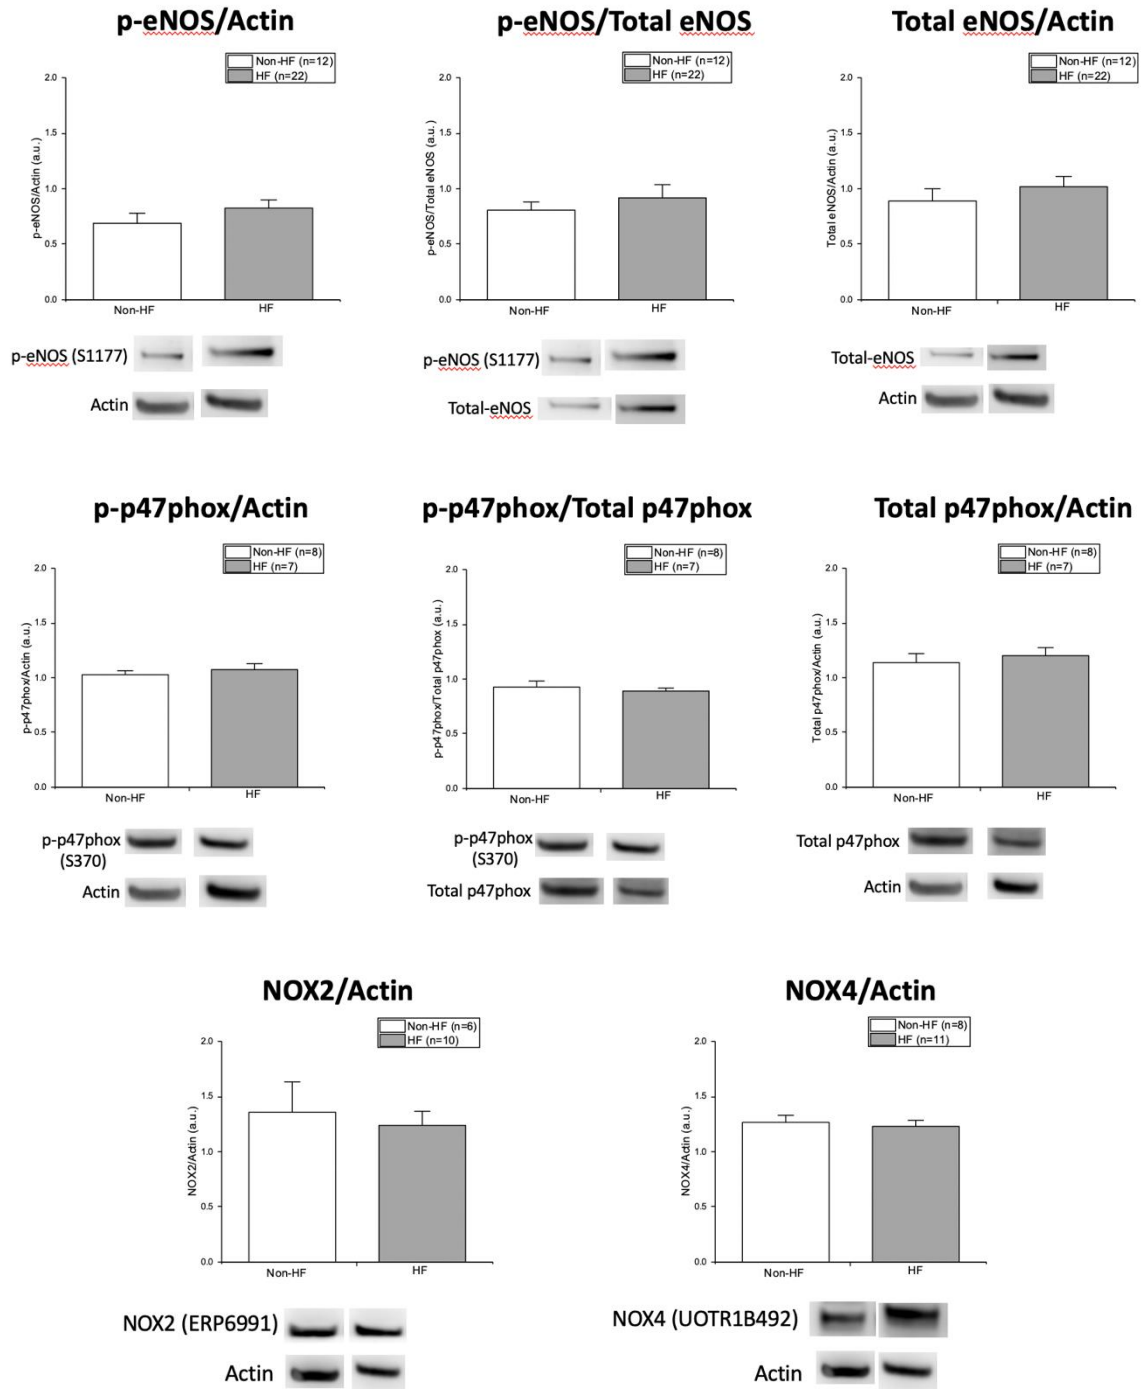 p-eNOS/Actin
Non-HF (n=12)
HF (n=22)
2.0
1.5
1.0
0.5
0.0
p-eNOS/Actin (a.u.)
Non-HF
HF
p-eNOS (S1177)
Actin
p-eNOS/Total eNOS
Non-HF (n=12)
HF (n=22)
2.0
1.5
1.0
0.5
0.0
p-eNOS/Total eNOS (a.u.)
Non-HF
HF
p-eNOS (S1177)
Total-eNOS
Total eNOS/Actin
Non-HF (n=12)
HF (n=22)
2.0
1.5
1.0
0.5
0.0
Total eNOS/Actin (a.u.)
Non-HF
HF
Total-eNOS
Actin
p-p47phox/Actin
Non-HF (n=8)
HF (n=7)
2.0
1.5
1.0
0.5
0.0
p-p47phox/Actin (a.u.)
Non-HF
HF
p-p47phox
(S370)
Actin
p-p47phox/Total p47phox
Non-HF (n=8)
HF (n=7)
2.0
1.5
1.0
0.5
0.0
p-p47phox/Total p47phox (a.u.)
Non-HF
HF
p-p47phox
(S370)
Total p47phox
Total p47phox/Actin
Non-HF (n=8)
HF (n=7)
2.0
1.5
1.0
0.5
0.0
Total p47phox/Actin (a.u.)
Non-HF
HF
Total p47phox
Actin
NOX2/Actin
Non-HF (n=6)
HF (n=10)
2.0
1.5
1.0
0.5
0.0
NOX2/Actin (a.u.)
Non-HF
HF
NOX2 (ERP6991)
Actin
NOX4/Actin
Non-HF (n=8)
HF (n=11)
2.0
1.5
1.0
0.5
0.0
NOX4/Actin (a.u.)
Non-HF
HF
NOX4 (UOTR1B492)
Actin